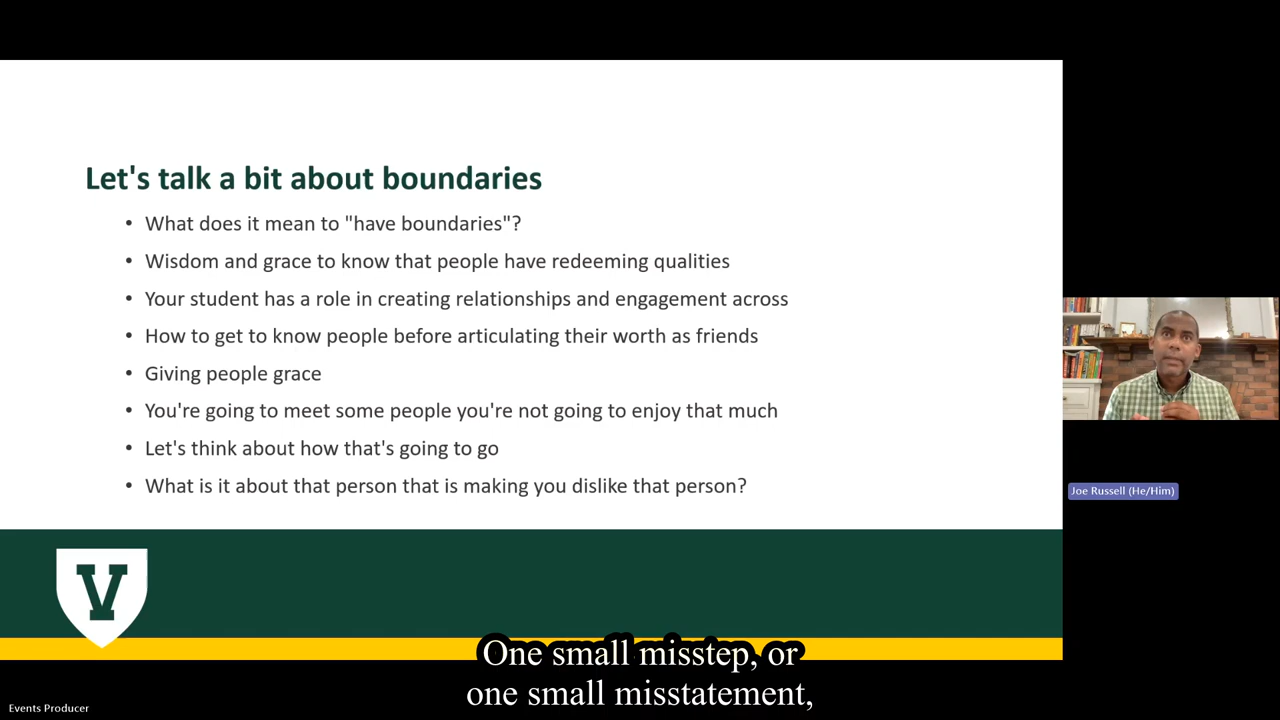 Let's talk a bit about boundaries
• What does it mean to "have boundaries"?
• Wisdom and grace to know that people have redeeming qualities
• Your student has a role in creating relationships and engagement across
• How to get to know people before articulating their worth as friends
• Giving people grace
• You're going to meet some people you're not going to enjoy that much
• Let's think about how that's going to go
• What is it about that person that is making you dislike that person?
Joe Russell (He/Him)
V
One small misstep, or
one small misstatement,
Events Producer